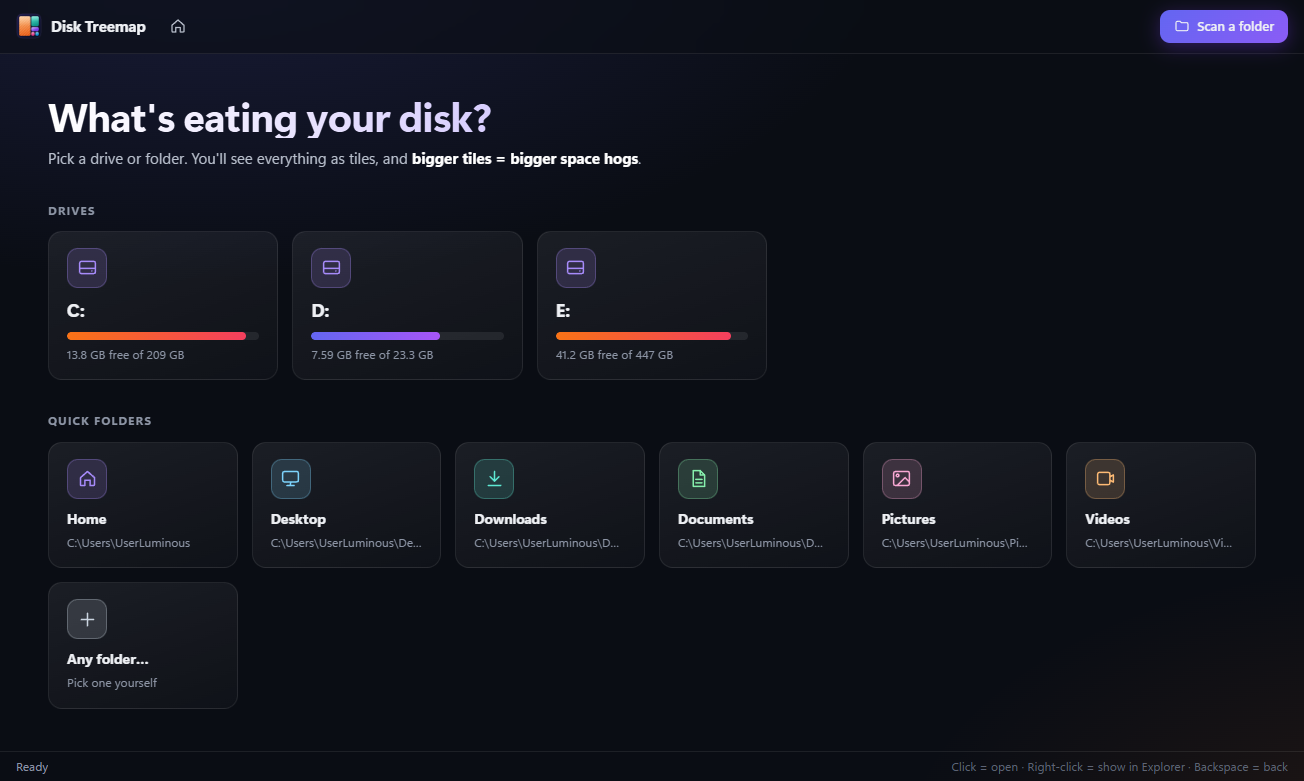 Disk Treemap
Scan a folder
What's eating your disk?
Pick a drive or folder. You'll see everything as tiles, and bigger tiles = bigger space hogs.
DRIVES
C:
13.8 GB free of 209 GB
D:
7.59 GB free of 23.3 GB
E:
41.2 GB free of 447 GB
QUICK FOLDERS
Home
C:\Users\UserLuminous
Desktop
C:\Users\UserLuminous\De...
Downloads
C:\Users\UserLuminous\D...
Documents
C:\Users\UserLuminous\D...
Pictures
C:\Users\UserLuminous\Pi...
Videos
C:\Users\UserLuminous\Vi...
Any folder...
Pick one yourself
Ready
Click = open · Right-click = show in Explorer · Backspace = back